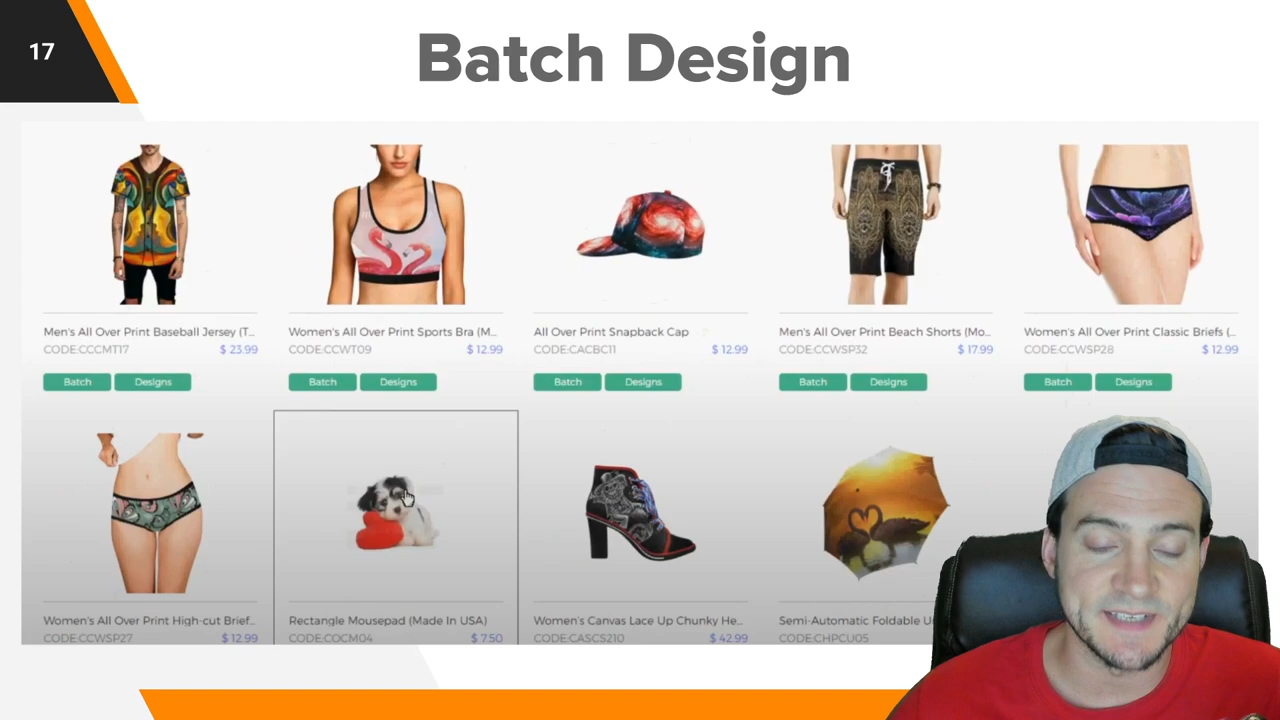 17
Batch Design
Men's All Over Print Baseball Jersey (T...
CODE:CCCMT17 $ 23.99
Batch Designs
Women's All Over Print Sports Bra (M...
CODE:CCWT09 $ 12.99
Batch Designs
All Over Print Snapback Cap
CODE:CACBC11 $ 12.99
Batch Designs
Men's All Over Print Beach Shorts (Mo...
CODE:CCWSP32 $ 17.99
Batch Designs
Women's All Over Print Classic Briefs (...
CODE:CCWSP28 $ 12.99
Batch Designs
Women's All Over Print High-cut Brief...
CODE:CCWSP27 $ 12.99
Rectangle Mousepad (Made In USA)
CODE:COCM04 $ 7.50
Women's Canvas Lace Up Chunky He...
CODE:CASCS210 $ 42.99
Semi-Automatic Foldable
CODE:CHPCU05